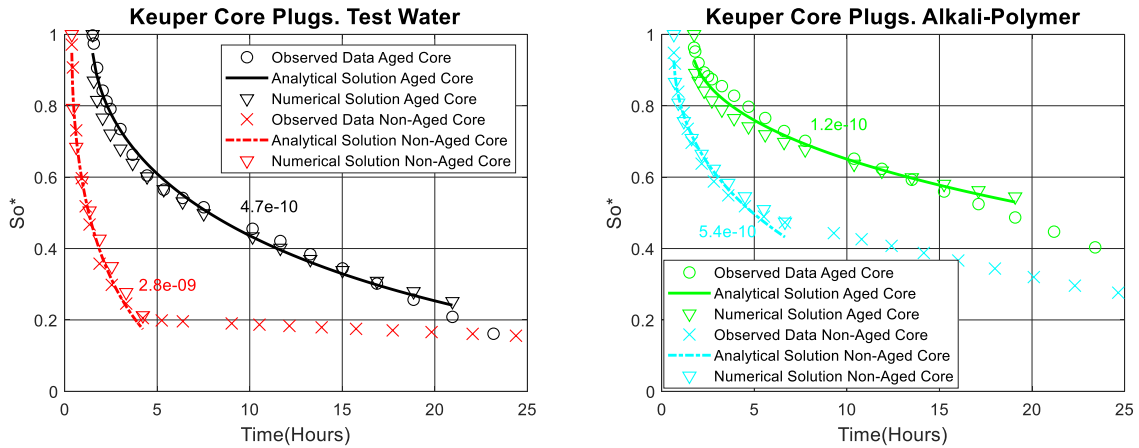 Keuper Core Plugs. Test Water
1
0.8
0.6
0.4
0.2
0
So*
0
5
10
15
20
25
Time(Hours)
Observed Data Aged Core
Analytical Solution Aged Core
Numerical Solution Aged Core
Observed Data Non-Aged Core
Analytical Solution Non-Aged Core
Numerical Solution Non-Aged Core
4.7e-10
2.8e-09
Keuper Core Plugs. Alkali-Polymer
1
0.8
0.6
0.4
0.2
0
So*
0
5
10
15
20
25
Time(Hours)
1.2e-10
5.4e-10
Observed Data Aged Core
Analytical Solution Aged Core
Numerical Solution Aged Core
Observed Data Non-Aged Core
Analytical Solution Non-Aged Core
Numerical Solution Non-Aged Core